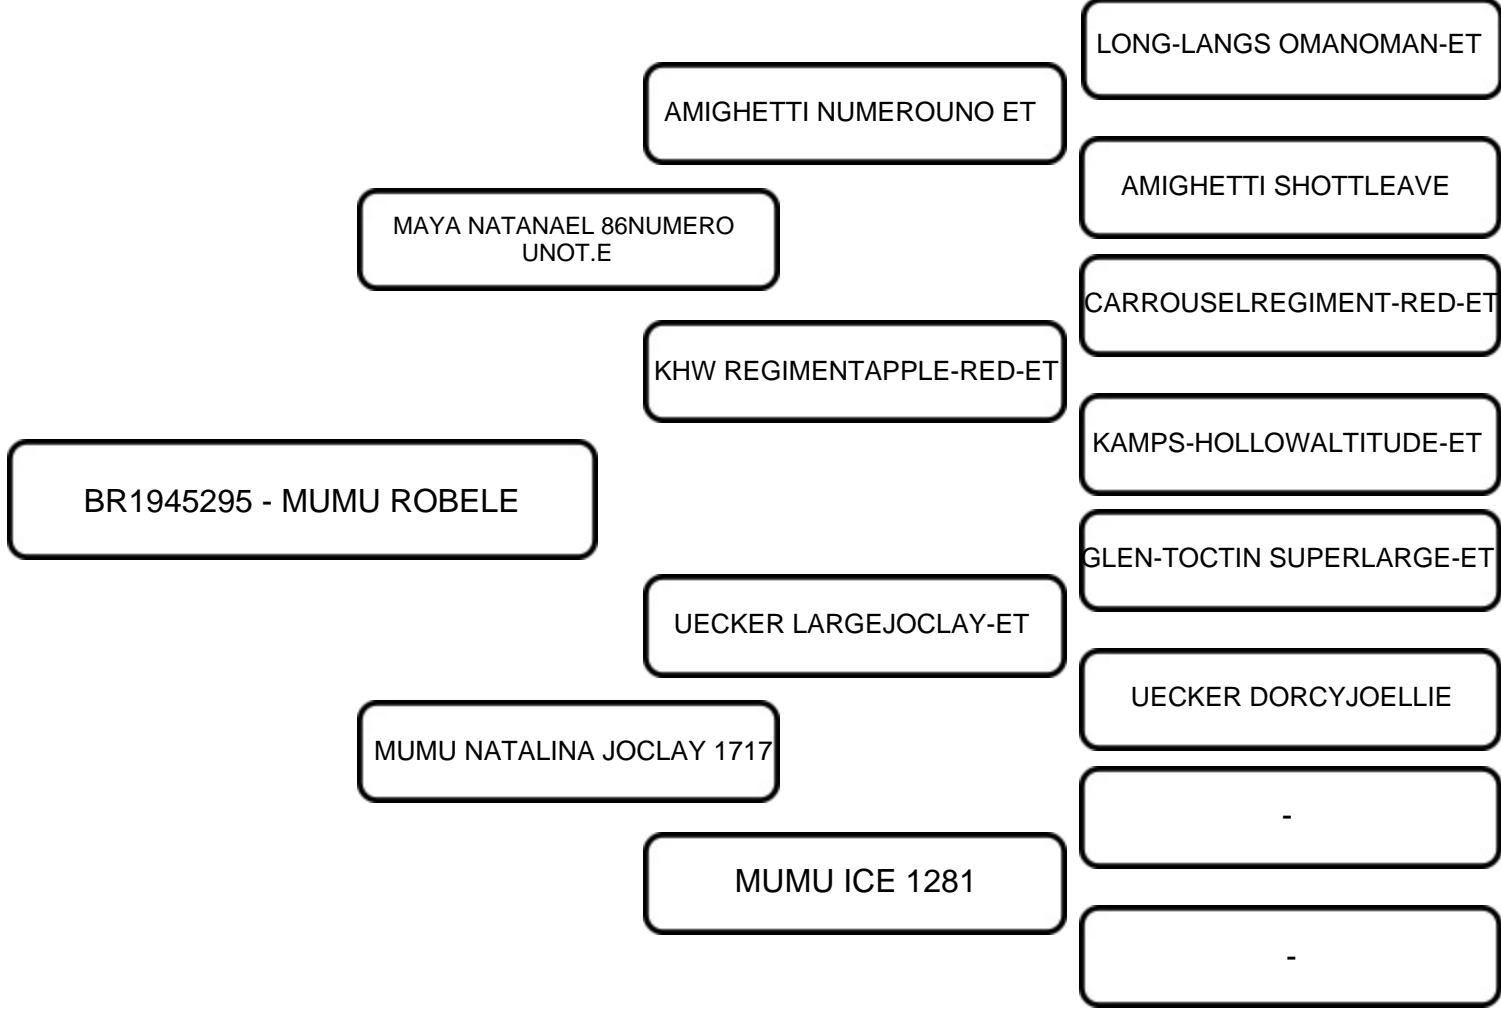 LONG-LANGS OMANOMAN-ET
AMIGHETTI NUMEROUNO ET
AMIGHETTI SHOTTLEAVE
MAYA NATANAEL 86NUMERO
UNOT.E
CARROUSELREGIMENT-RED-ET
KHW REGIMENTAPPLE-RED-ET
KAMPS-HOLLOWALTITUDE-ET
BR1945295 - MUMU ROBELE
GLEN-TOCTIN SUPERLARGE-ET
UECKER LARGEJOCLAY-ET
UECKER DORCYJOELLIE
MUMU NATALINA JOCLAY 1717
-
MUMU ICE 1281
-